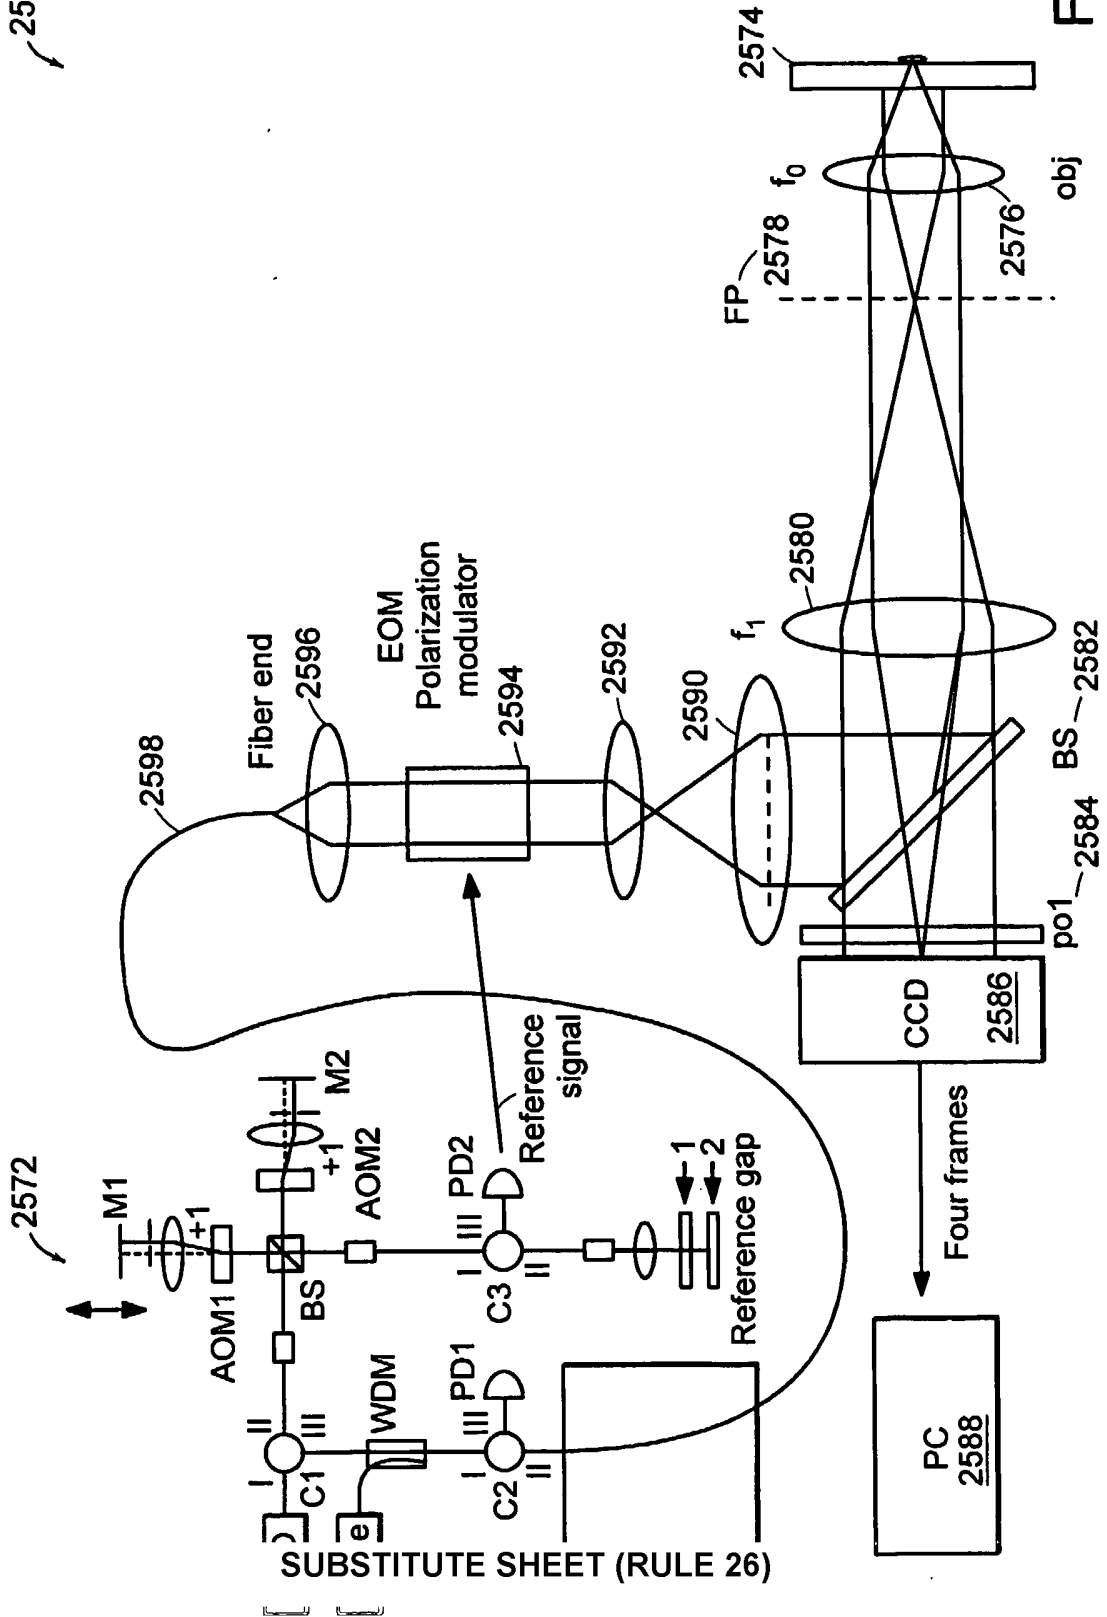 25
2572
M1
+1
AOM1
BS
+1
M2
AOM2
I
II
III
C1
WDM
e
I
II
III
C2
PD1
I
II
III
C3
PD2
Reference
signal
1
2
Reference gap
2598
Fiber end
2596
EOM
Polarization
modulator
2594
2592
2590
f1
2580
FP
2578
f0
2574
2576
obj
BS
2582
po1
2584
CCD
2586
Four frames
PC
2588
F
SUBSTITUTE SHEET (RULE 26)